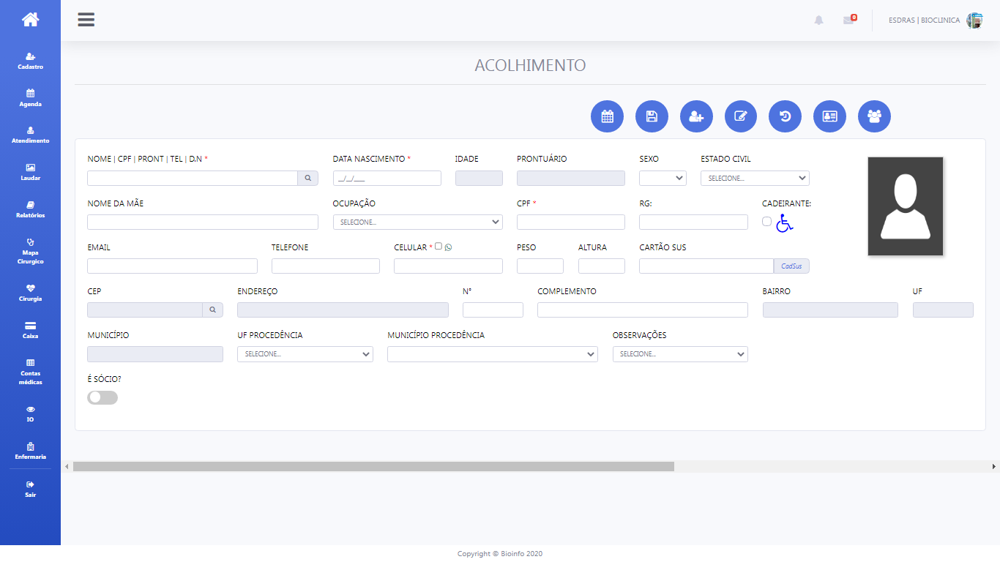 0
ESDRAS | BIOCLINICA
Cadastro
Agenda
Atendimento
Laudar
Relatórios
Mapa
Cirurgico
Cirurgia
Caixa
Contas
médicas
IO
Enfermaria
Sair
ACOLHIMENTO
NOME | CPF | PRONT | TEL | D.N *
DATA NASCIMENTO *
IDADE
PRONTUÁRIO
SEXO
ESTADO CIVIL
__/__/____
SELECIONE...
NOME DA MÃE
OCUPAÇÃO
CPF *
RG:
CADEIRANTE:
SELECIONE...
EMAIL
TELEFONE
CELULAR *
PESO
ALTURA
CARTÃO SUS
CadSus
CEP
ENDEREÇO
N°
COMPLEMENTO
BAIRRO
UF
MUNICÍPIO
UF PROCEDÊNCIA
MUNICÍPIO PROCEDÊNCIA
OBSERVAÇÕES
SELECIONE...
SELECIONE...
É SÓCIO?
Copyright © Bioinfo 2020